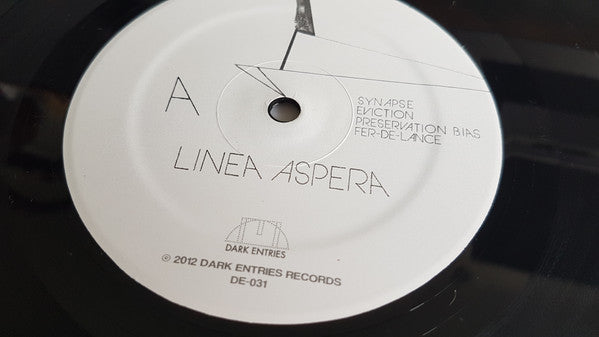 A
SYNAPSE
EVICTION
PRESERVATION BIAS
FER-DE-LANCE
LINEA ASPERA
DARK ENTRIES
© 2012 DARK ENTRIES RECORDS
DE-031